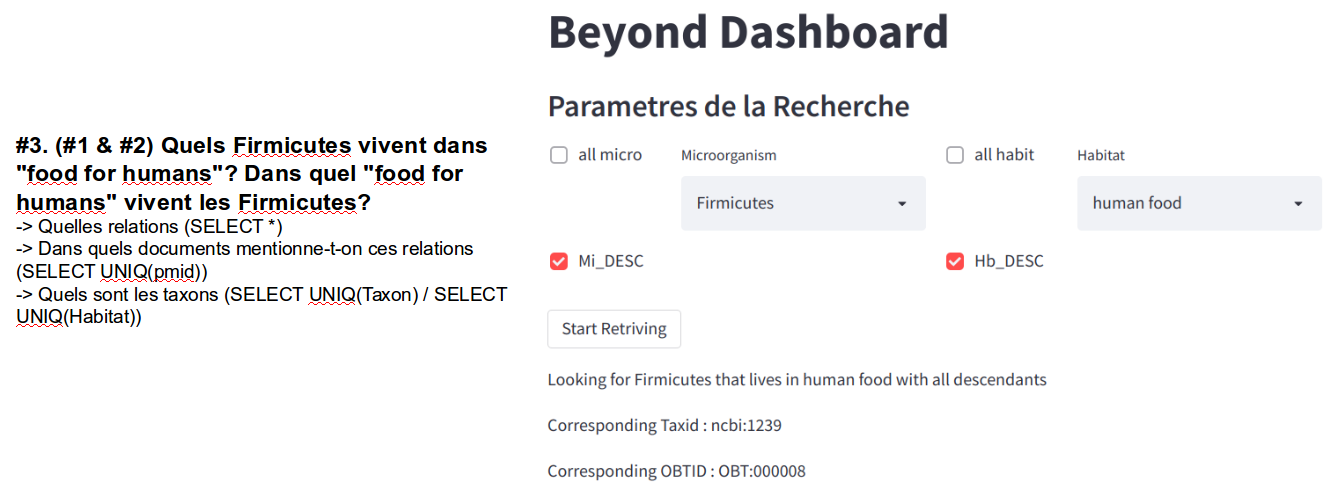 #3. (#1 & #2) Quels Firmicutes vivent dans
"food for humans"? Dans quel "food for
humans" vivent les Firmicutes?
-> Quelles relations (SELECT *)
-> Dans quels documents mentionne-t-on ces relations
(SELECT UNIQ(pmid))
-> Quels sont les taxons (SELECT UNIQ(Taxon) / SELECT
UNIQ(Habitat))
Beyond Dashboard
Parametres de la Recherche
all micro
Microorganism
all habit
Habitat
Firmicutes
human food
Mi_DESC
Hb_DESC
Start Retriving
Looking for Firmicutes that lives in human food with all descendants
Corresponding Taxid : ncbi:1239
Corresponding OBTID : OBT:000008